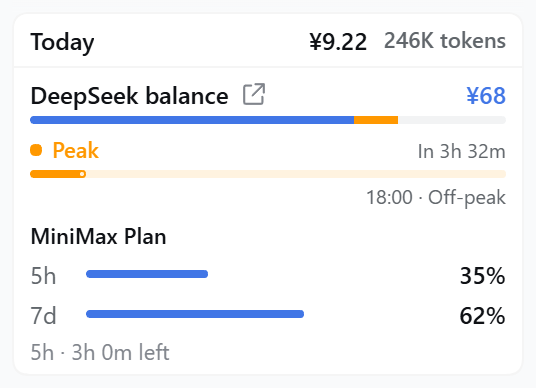 Today ¥9.22 246K tokens
DeepSeek balance ¥68
Peak In 3h 32m
18:00 · Off-peak
MiniMax Plan
5h 35%
7d 62%
5h · 3h 0m left